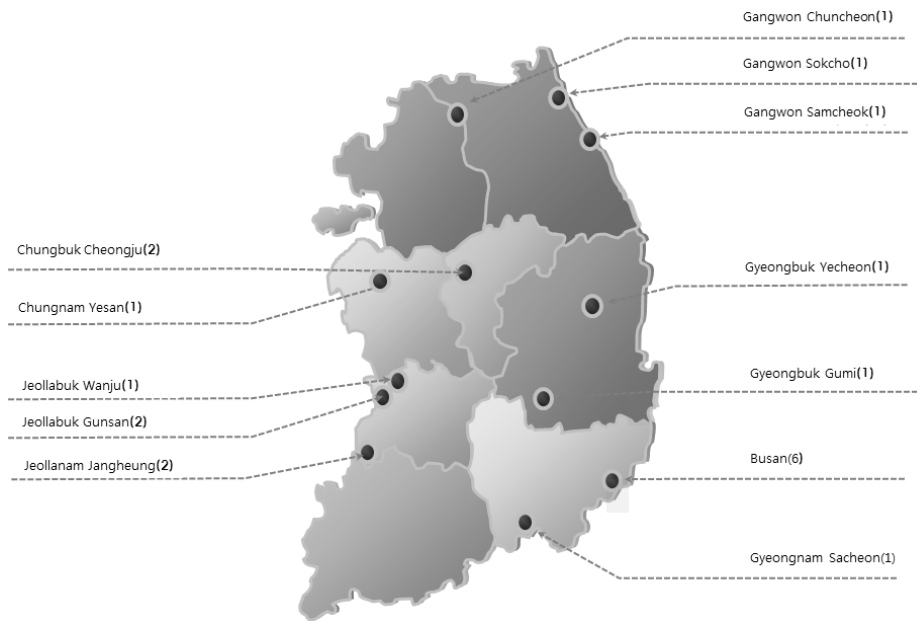 Gangwon Chuncheon(1)
Gangwon Sokcho(1)
Gangwon Samcheok(1)
Chungbuk Cheongju(2)
Gyeongbuk Yecheon(1)
Chungnam Yesan(1)
Jeollabuk Wanju(1)
Gyeongbuk Gumi(1)
Jeollabuk Gunsan(2)
Jeollanam Jangheung(2)
Busan(6)
Gyeongnam Sacheon(1)